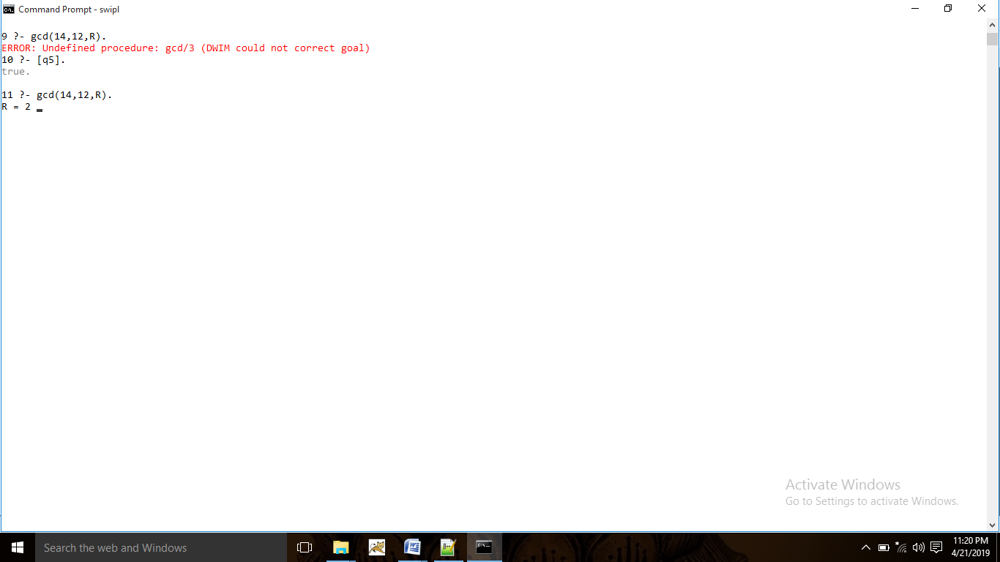 Command Prompt - swipl
9 ?- gcd(14,12,R).
ERROR: Undefined procedure: gcd/3 (DWIM could not correct goal)
10 ?- [q5].
true.
11 ?- gcd(14,12,R).
R = 2
Activate Windows
Go to Settings to activate Windows.
Search the web and Windows
11:20 PM
4/21/2019